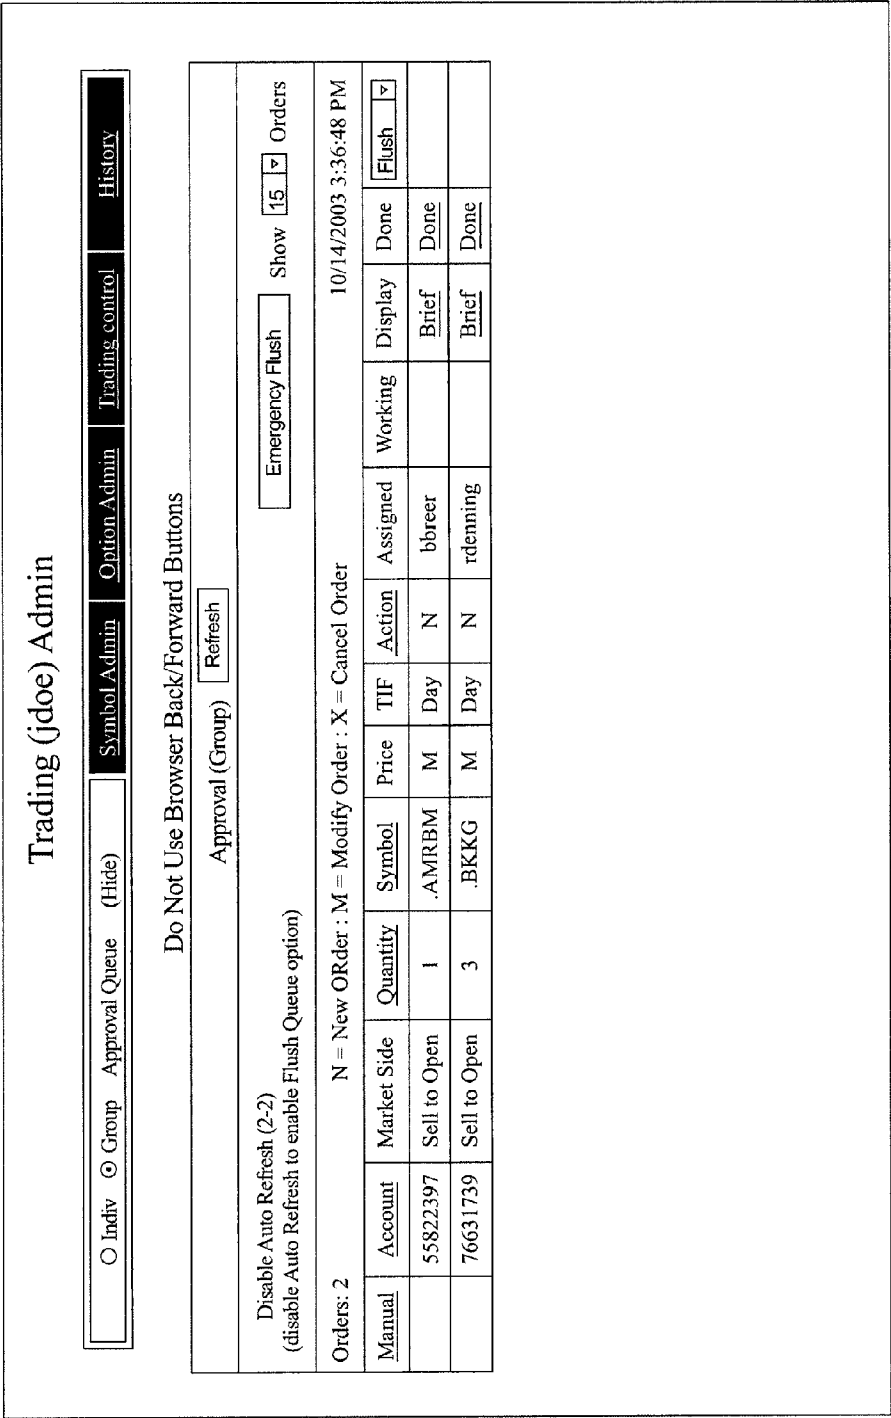 Trading (jdoe) Admin
Indiv Group Approval Queue (Hide) Symbol Admin Option Admin Trading control History
Do Not Use Browser Back/Forward Buttons
Approval (Group) Refresh
Disable Auto Refresh (2-2)
(disable Auto Refresh to enable Flush Queue option)
Emergency Flush Show 15 Orders
Orders: 2 N = New ORder : M = Modify Order : X = Cancel Order 10/14/2003 3:36:48 PM
Manual Account Market Side Quantity Symbol Price TIF Action Assigned Working Display Done Flush
55822397 Sell to Open 1 .AMRBM M Day N bbreer Brief Done
76631739 Sell to Open 3 .BKKG M Day N rdenning Brief Done